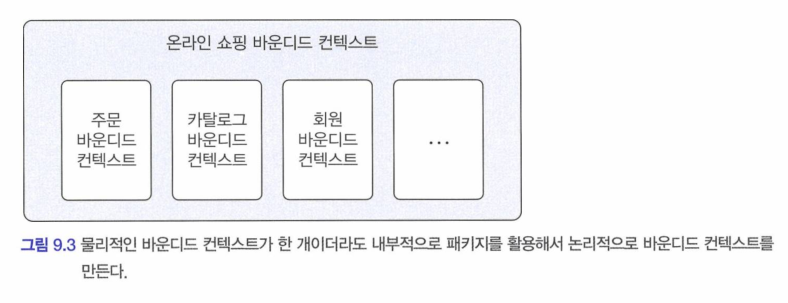 온라인 쇼핑 바운디드 컨텍스트
주문
바운디드
컨텍스트
카탈로그
바운디드
컨텍스트
회원
바운디드
컨텍스트
...
그림 9.3 물리적인 바운디드 컨텍스트가 한 개이더라도 내부적으로 패키지를 활용해서 논리적으로 바운디드 컨텍스트를
만든다.